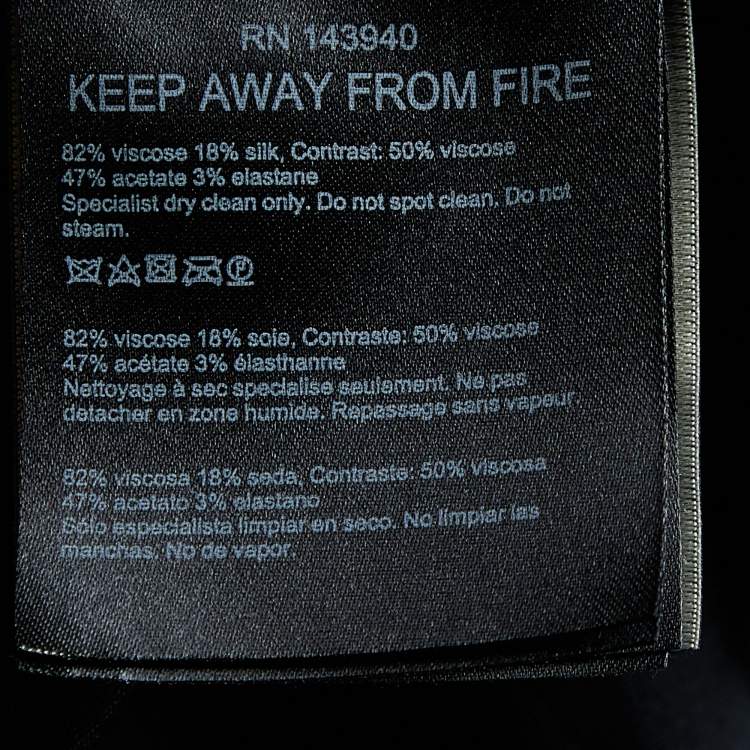 RN 143940
KEEP AWAY FROM FIRE
82% viscose 18% silk, Contrast: 50% viscose
47% acetate 3% elastane
Specialist dry clean only. Do not spot clean. Do not
steam.
P
82% viscose 18% soie, Contraste: 50% viscose
47% acétate 3% élasthanne
Nettoyage à sec specialise seulement. Ne pas
detacher en zone humide. Repassage sans vapeur.
82% viscosa 18% seda, Contraste: 50% viscosa
47% acetato 3% elastano
Sólo especialista limpiar en seco. No limpiar las
manchas. No de vapor.